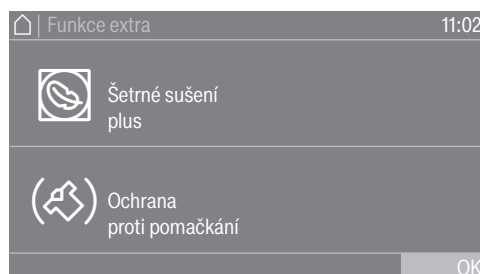 Funkce extra 11:02
Šetrné sušení
plus
Ochrana
proti pomačkání
OK